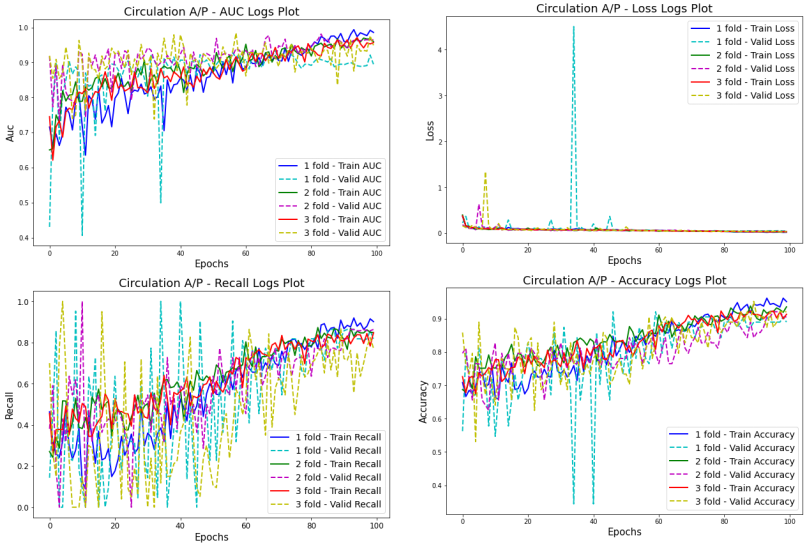 Circulation A/P - AUC Logs Plot
1.0
0.9
0.8
0.7
0.6
0.5
0.4
Auc
1 fold - Train AUC
1 fold - Valid AUC
2 fold - Train AUC
2 fold - Valid AUC
3 fold - Train AUC
3 fold - Valid AUC
0 20 40 60 80 100
Epochs
Circulation A/P - Loss Logs Plot
4
3
2
1
0
Loss
1 fold - Train Loss
1 fold - Valid Loss
2 fold - Train Loss
2 fold - Valid Loss
3 fold - Train Loss
3 fold - Valid Loss
0 20 40 60 80 100
Epochs
Circulation A/P - Recall Logs Plot
1.0
0.8
0.6
0.4
0.2
0.0
Recall
1 fold - Train Recall
1 fold - Valid Recall
2 fold - Train Recall
2 fold - Valid Recall
3 fold - Train Recall
3 fold - Valid Recall
0 20 40 60 80 100
Epochs
Circulation A/P - Accuracy Logs Plot
0.9
0.8
0.7
0.6
0.5
0.4
Accuracy
1 fold - Train Accuracy
1 fold - Valid Accuracy
2 fold - Train Accuracy
2 fold - Valid Accuracy
3 fold - Train Accuracy
3 fold - Valid Accuracy
0 20 40 60 80 100
Epochs